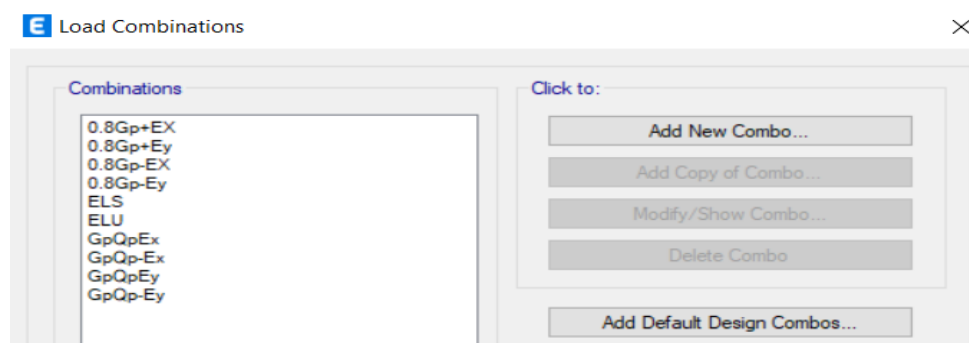 E Load Combinations
Combinations
0.8Gp+EX
0.8Gp+Ey
0.8Gp-EX
0.8Gp-Ey
ELS
ELU
GpQpEx
GpQp-Ex
GpQpEy
GpQp-Ey
Click to:
Add New Combo...
Add Copy of Combo...
Modify/Show Combo...
Delete Combo
Add Default Design Combos...